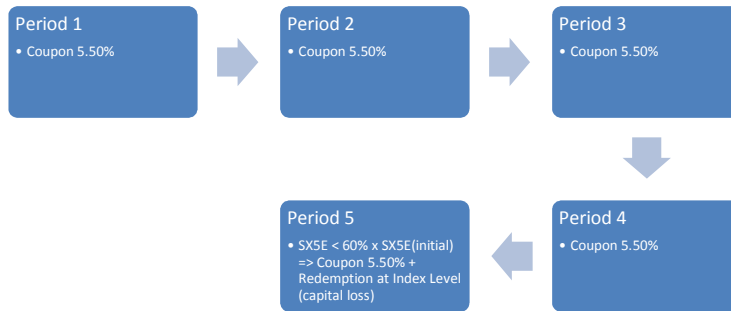 Period 1
• Coupon 5.50%
Period 2
• Coupon 5.50%
Period 3
• Coupon 5.50%
Period 4
• Coupon 5.50%
Period 5
• SX5E < 60% x SX5E(initial)
=> Coupon 5.50% +
Redemption at Index Level
(capital loss)